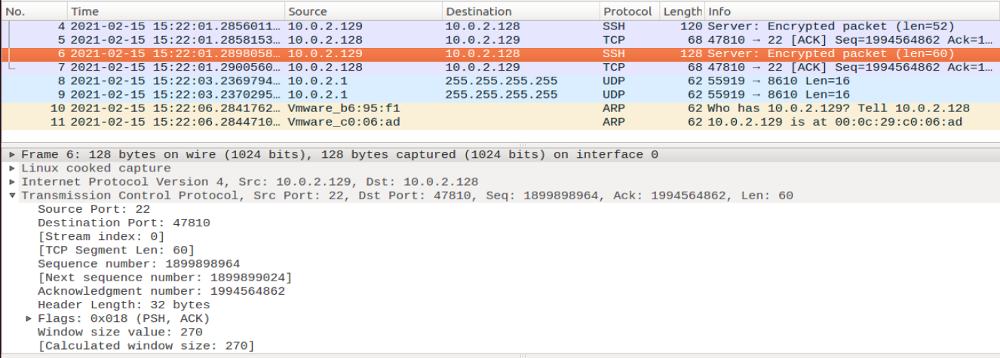 No. Time Source Destination Protocol Length Info
4 2021-02-15 15:22:01.2856011… 10.0.2.129 10.0.2.128 SSH 120 Server: Encrypted packet (len=52)
5 2021-02-15 15:22:01.2858153… 10.0.2.128 10.0.2.129 TCP 68 47810 → 22 [ACK] Seq=1994564862 Ack=1…
6 2021-02-15 15:22:01.2898058… 10.0.2.129 10.0.2.128 SSH 128 Server: Encrypted packet (len=60)
7 2021-02-15 15:22:01.2900560… 10.0.2.128 10.0.2.129 TCP 68 47810 → 22 [ACK] Seq=1994564862 Ack=1…
8 2021-02-15 15:22:03.2369794… 10.0.2.1 255.255.255.255 UDP 62 55919 → 8610 Len=16
9 2021-02-15 15:22:03.2370295… 10.0.2.1 255.255.255.255 UDP 62 55919 → 8610 Len=16
10 2021-02-15 15:22:06.2841762… Vmware_b6:95:f1 ARP 62 Who has 10.0.2.129? Tell 10.0.2.128
11 2021-02-15 15:22:06.2844710… Vmware_c0:06:ad ARP 62 10.0.2.129 is at 00:0c:29:c0:06:ad
Frame 6: 128 bytes on wire (1024 bits), 128 bytes captured (1024 bits) on interface 0
Linux cooked capture
Internet Protocol Version 4, Src: 10.0.2.129, Dst: 10.0.2.128
Transmission Control Protocol, Src Port: 22, Dst Port: 47810, Seq: 1899898964, Ack: 1994564862, Len: 60
Source Port: 22
Destination Port: 47810
[Stream index: 0]
[TCP Segment Len: 60]
Sequence number: 1899898964
[Next sequence number: 1899899024]
Acknowledgment number: 1994564862
Header Length: 32 bytes
Flags: 0x018 (PSH, ACK)
Window size value: 270
[Calculated window size: 270]